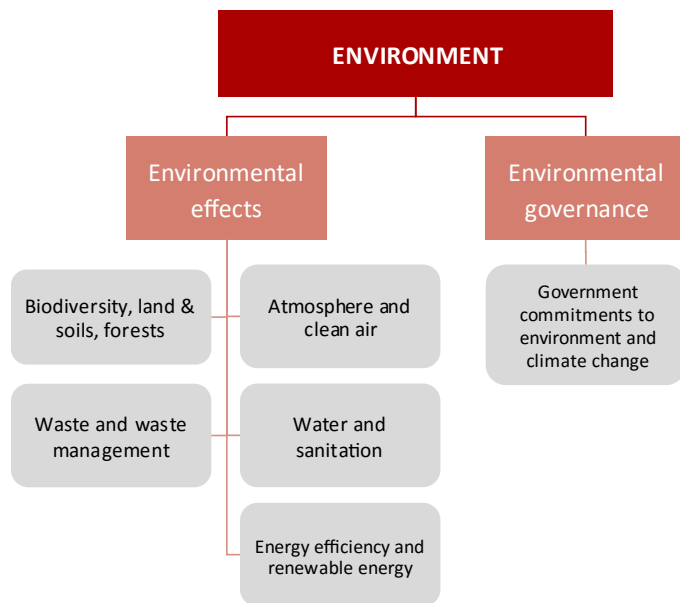 ENVIRONMENT
Environmental
effects
Environmental
governance
Biodiversity, land &
soils, forests
Atmosphere and
clean air
Government
commitments to
environment and
climate change
Waste and waste
management
Water and
sanitation
Energy efficiency and
renewable energy